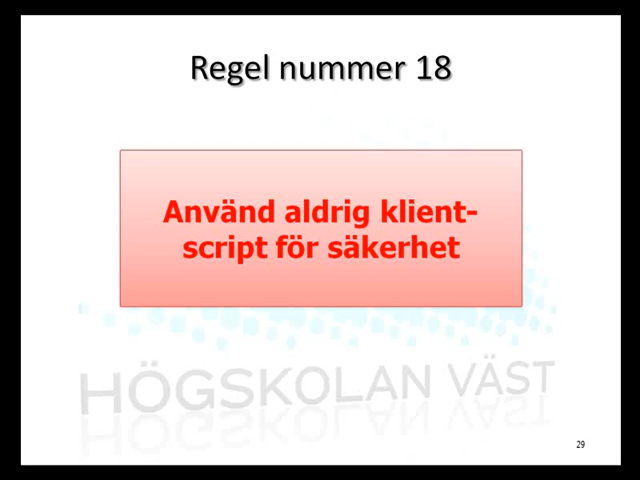 Regel nummer 18
Använd aldrig klient-
script för säkerhet
HÖGSKOLAN VÄST
29